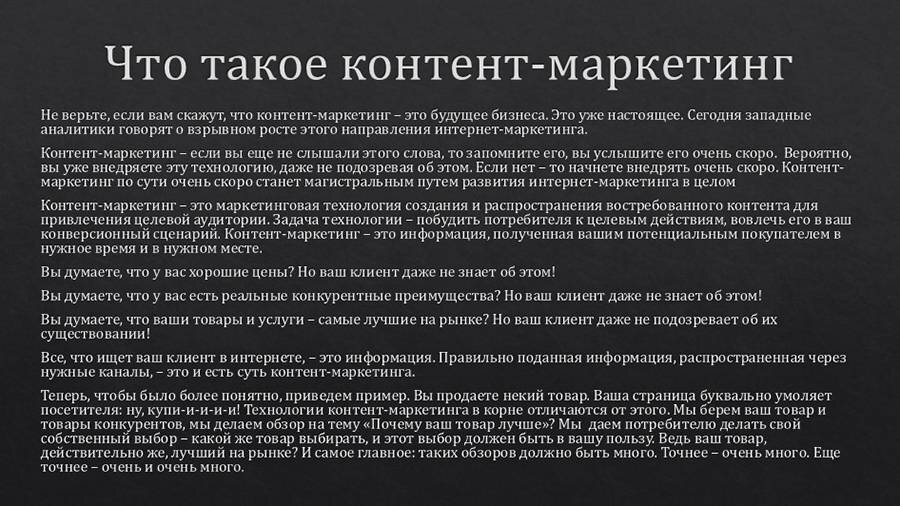 Что такое контент-маркетинг
Не верьте, если вам скажут, что контент-маркетинг – это будущее бизнеса. Это уже настоящее. Сегодня западные
аналитики говорят о взрывном росте этого направления интернет-маркетинга.
Контент-маркетинг – если вы еще не слышали этого слова, то запомните его, вы услышите его очень скоро. Вероятно,
вы уже внедряете эту технологию, даже не подозревая об этом. Если нет – то начнете внедрять очень скоро. Контент-
маркетинг по сути очень скоро станет магистральным путем развития интернет-маркетинга в целом
Контент-маркетинг – это маркетинговая технология создания и распространения востребованного контента для
привлечения целевой аудитории. Задача технологии – побудить потребителя к целевым действиям, вовлечь его в ваш
конверсионный сценарий. Контент-маркетинг – это информация, полученная вашим потенциальным покупателем в
нужное время и в нужном месте.
Вы думаете, что у вас хорошие цены? Но ваш клиент даже не знает об этом!
Вы думаете, что у вас есть реальные конкурентные преимущества? Но ваш клиент даже не знает об этом!
Вы думаете, что ваши товары и услуги – самые лучшие на рынке? Но ваш клиент даже не подозревает об их
существовании!
Все, что ищет ваш клиент в интернете, – это информация. Правильно поданная информация, распространенная через
нужные каналы, – это и есть суть контент-маркетинга.
Теперь, чтобы было более понятно, приведем пример. Вы продаете некий товар. Ваша страница буквально умоляет
посетителя: ну, купи-и-и-и-и! Технологии контент-маркетинга в корне отличаются от этого. Мы берем ваш товар и
товары конкурентов, мы делаем обзор на тему «Почему ваш товар лучше»? Мы даем потребителю делать свой
собственный выбор – какой же товар выбирать, и этот выбор должен быть в вашу пользу. Ведь ваш товар,
действительно же, лучший на рынке? И самое главное: таких обзоров должно быть много. Точнее – очень много. Еще
точнее – очень и очень много.